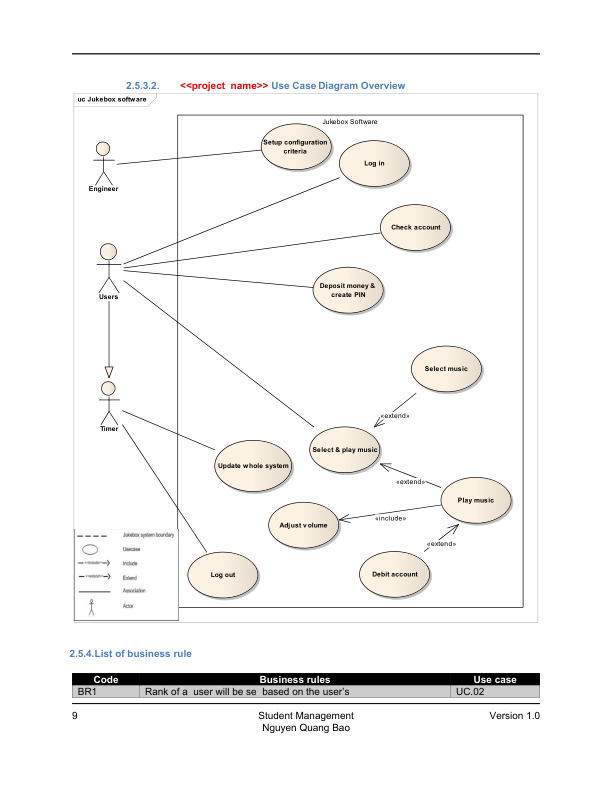 2.5.3.2. <<project name>> Use Case Diagram Overview
uc Jukebox software
Jukebox Software
Setup configuration
criteria
Log in
Engineer
Check account
Users
Deposit money &
create PIN
Select music
«extend»
Timer
Select & play music
Update whole system
«extend»
Play music
Adjust volume
«include»
«extend»
Debit account
Log out
Jukebox system boundary
Usecase
Include
Extend
Association
Actor
2.5.4.List of business rule
Code Business rules Use case
BR1 Rank of a user will be se based on the user's UC.02
9 Student Management Version 1.0
Nguyen Quang Bao